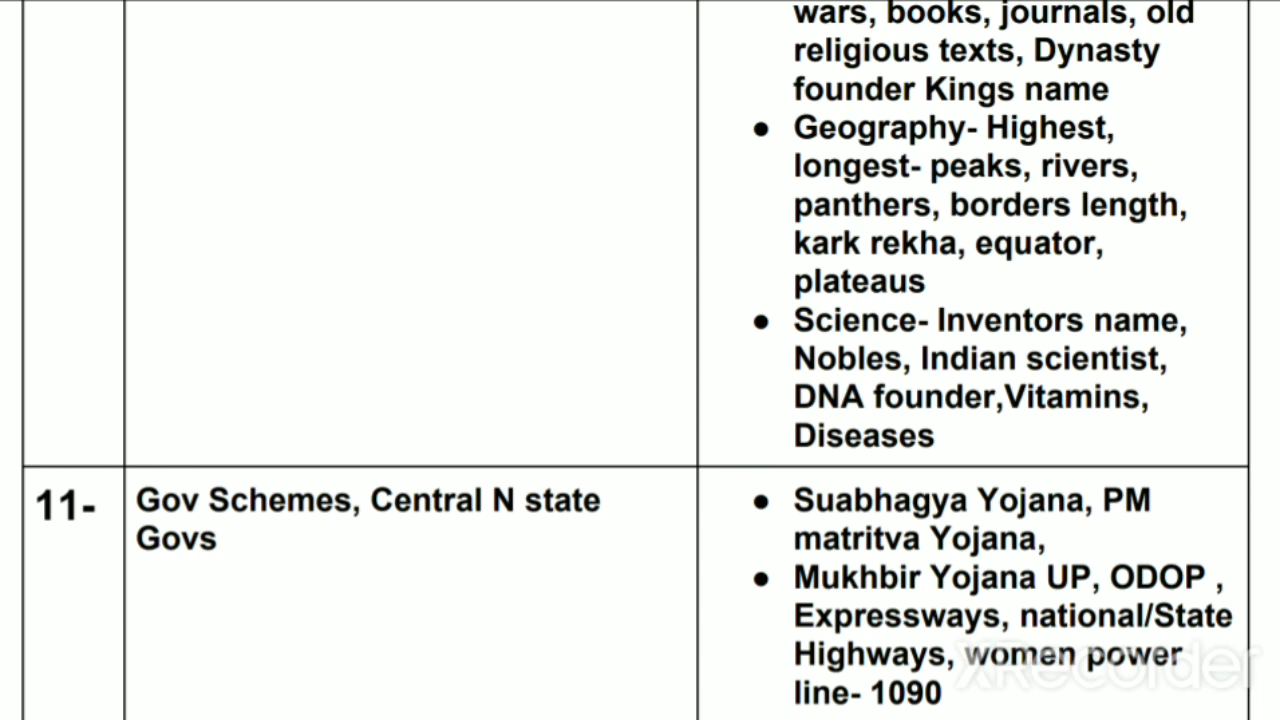 wars, books, journals, old
religious texts, Dynasty
founder Kings name
● Geography- Highest,
longest- peaks, rivers,
panthers, borders length,
kark rekha, equator,
plateaus
● Science- Inventors name,
Nobles, Indian scientist,
DNA founder,Vitamins,
Diseases
11-
Gov Schemes, Central N state
Govs
● Suabhagya Yojana, PM
matritva Yojana,
● Mukhbir Yojana UP, ODOP ,
Expressways, national/State
Highways, women power
line- 1090
XRecorder